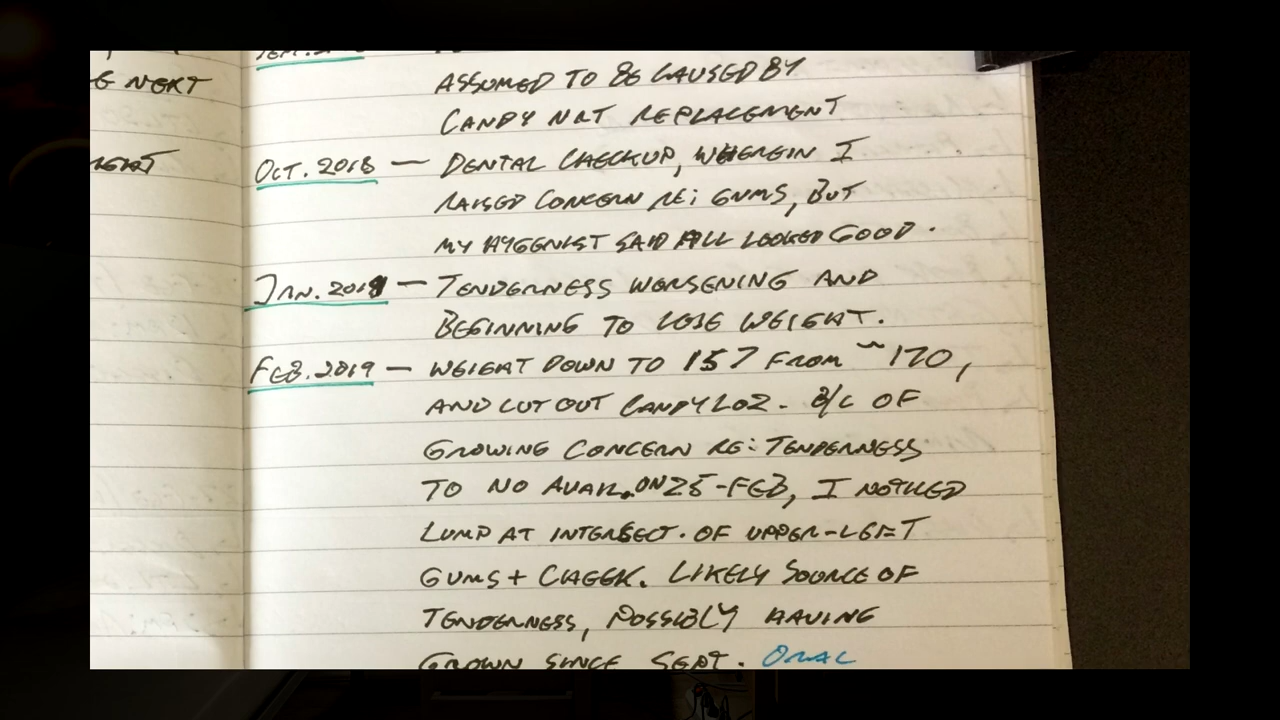 E NEXT
ASSUMED TO BE CAUSED BY
CANDY NRT REPLACEMENT
OCT. 2018 — DENTAL CHECKUP, WHEREIN I
RAISED CONCERN RE: GUMS, BUT
MY HYGENIST SAID ALL LOOKED GOOD.
JAN. 2019 — TENDERNESS WORSENING AND
BEGINNING TO LOSE WEIGHT.
FEB. 2019 — WEIGHT DOWN TO 157 FROM ~170,
AND CUT OUT CANDY LOZ. B/C OF
GROWING CONCERN RE: TENDERNESS
TO NO AVAIL. ON 25-FEB, I NOTICED
LUMP AT INTERSECT. OF UPPER-LEFT
GUMS + CHEEK. LIKELY SOURCE OF
TENDERNESS, POSSIBLY HAVING
GROWN SINCE SEPT. ORAL